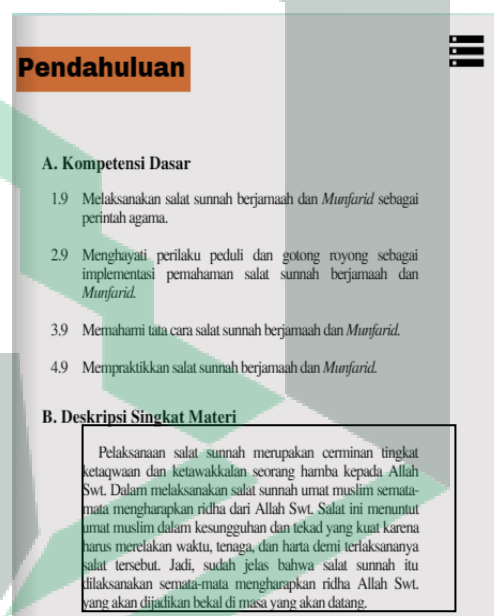 Pendahuluan
A. Kompetensi Dasar
1.9 Melaksanakan salat sunnah berjamaah dan Munfarid sebagai
perintah agama.
2.9 Menghayati perilaku peduli dan gotong royong sebagai
implementasi pemahaman salat sunnah berjamaah dan
Munfarid.
3.9 Memahami tata cara salat sunnah berjamaah dan Munfarid.
4.9 Mempraktikkan salat sunnah berjamaah dan Munfarid.
B. Deskripsi Singkat Materi
Pelaksanaan salat sunnah merupakan cerminan tingkat
ketaqwaan dan ketawakkalan seorang hamba kepada Allah
Swt. Dalam melaksanakan salat sunnah umat muslim semata-
mata mengharapkan ridha dari Allah Swt. Salat ini menuntut
umat muslim dalam kesungguhan dan tekad yang kuat karena
harus merelakan waktu, tenaga, dan harta demi terlaksananya
salat tersebut. Jadi, sudah jelas bahwa salat sunnah itu
dilaksanakan semata-mata mengharapkan ridha Allah Swt.
yang akan dijadikan bekal di masa yang akan datang.